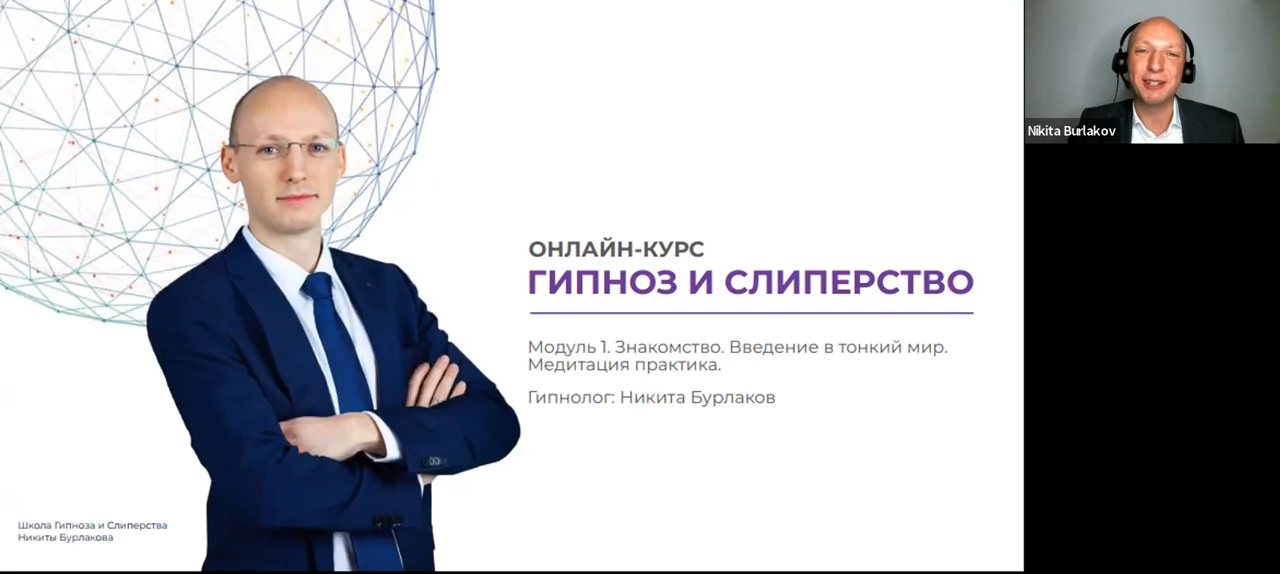 ОНЛАЙН-КУРС
ГИПНОЗ И СЛИПЕРСТВО
Модуль 1. Знакомство. Введение в тонкий мир.
Медитация практика.
Гипнолог: Никита Бурлаков
Школа Гипноза и Слиперства
Никиты Бурлакова
Nikita Burlakov